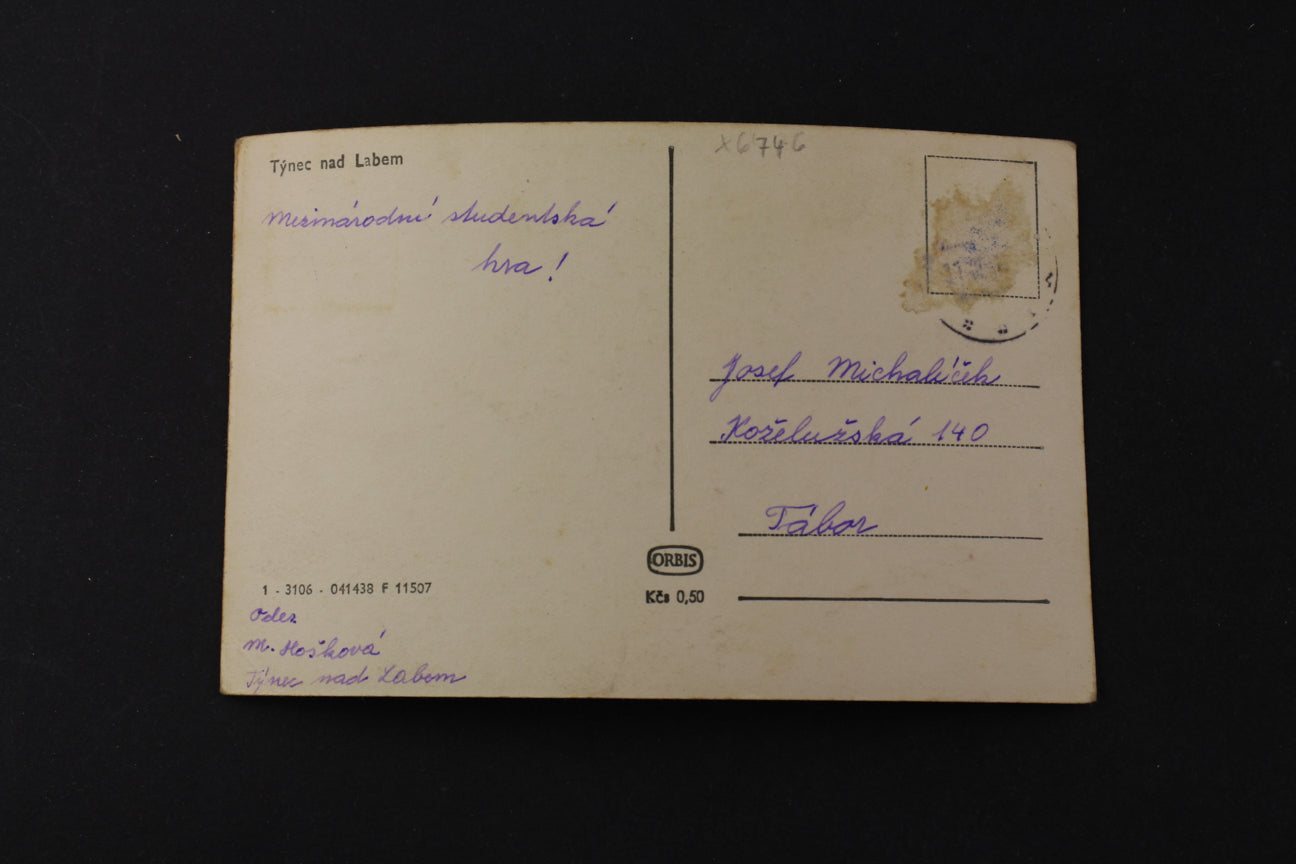 Týnec nad Labem
Mezinárodní studentská
hra!
1 - 3106 - 041438 F 11507
Odes.
M. Hošková
Týnec nad Labem
ORBIS
Kčs 0,50
X6746
Josef Michalíček
Koželužská 140
Tábor